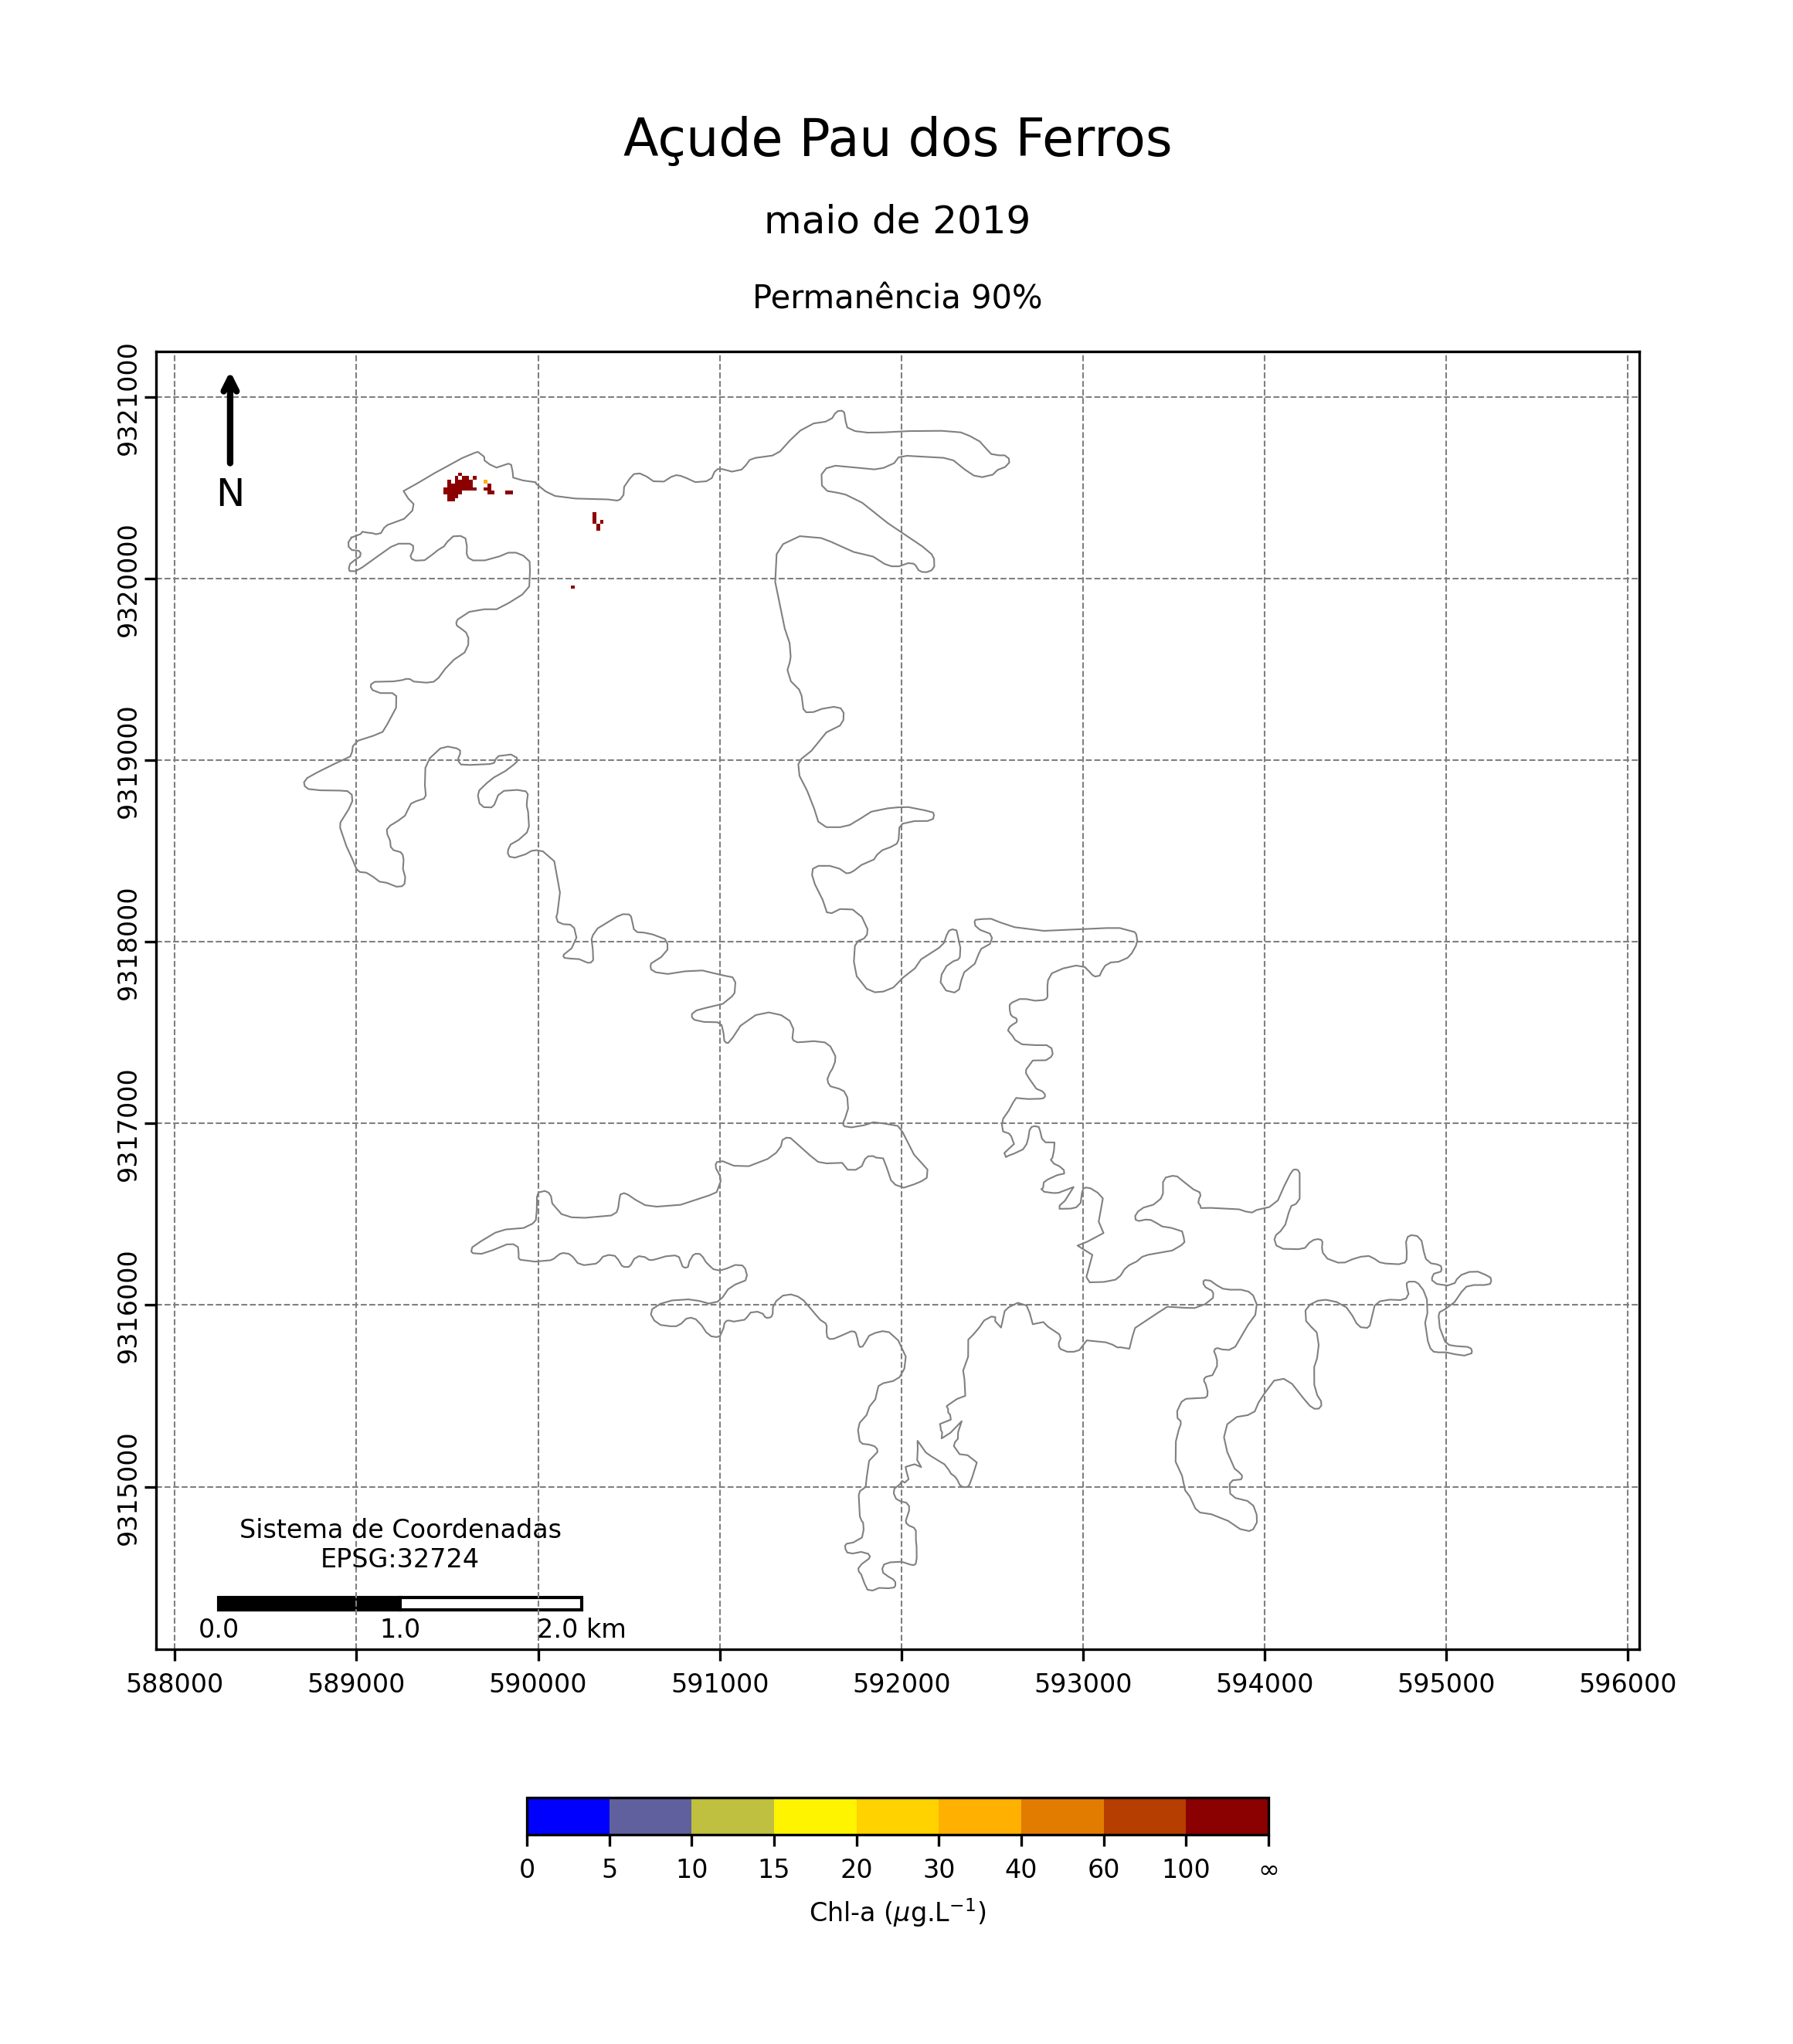 Açude Pau dos Ferros
maio de 2019
Permanência 90%
9321000
9320000
9319000
9318000
9317000
9316000
9315000
N
Sistema de Coordenadas
EPSG:32724
0.0 1.0 2.0 km
588000 589000 590000 591000 592000 593000 594000 595000 596000
0 5 10 15 20 30 40 60 100 ∞
Chl-a (μg.L⁻¹)